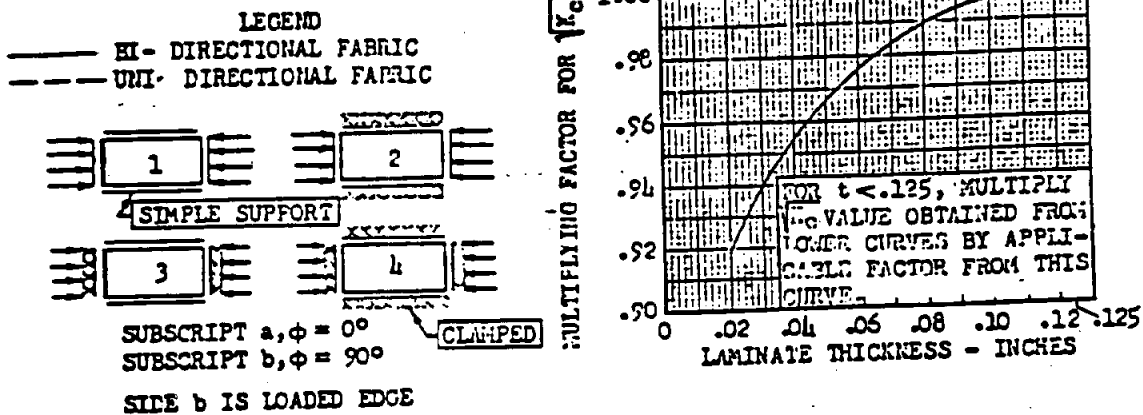 LEGEND
BI- DIRECTIONAL FABRIC
UNI- DIRECTIONAL FABRIC
1
2
SIMPLE SUPPORT
3
4
CLAMPED
SUBSCRIPT a,φ = 0°
SUBSCRIPT b,φ = 90°
SIDE b IS LOADED EDGE
MULTIPLYING FACTOR FOR √Kc
.98
.96
.94
.92
.90
0 .02 .04 .06 .08 .10 .12 .125
LAMINATE THICKNESS - INCHES
FOR t <.125, MULTIPLY
√Kc VALUE OBTAINED FROM
LOWER CURVES BY APPLI-
CABLE FACTOR FROM THIS
CURVE.